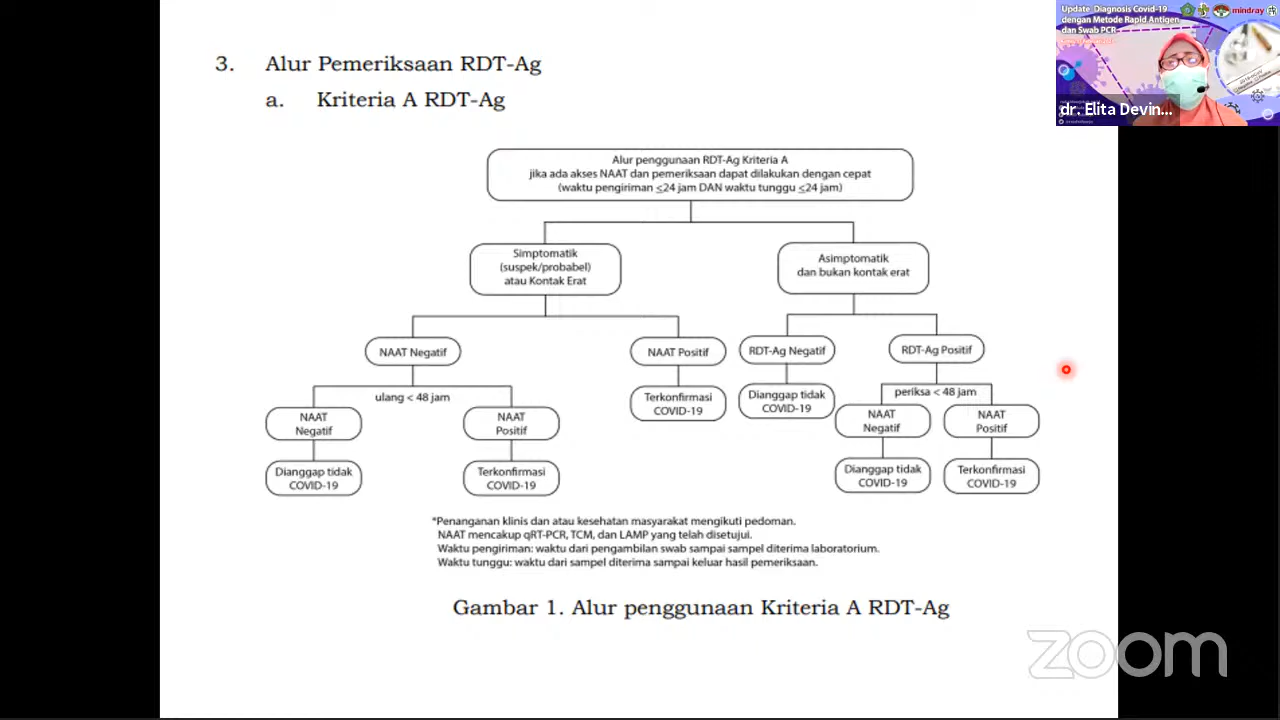 3. Alur Pemeriksaan RDT-Ag
a. Kriteria A RDT-Ag
Alur penggunaan RDT-Ag Kriteria A
jika ada akses NAAT dan pemeriksaan dapat dilakukan dengan cepat
(waktu pengiriman ≤24 jam DAN waktu tunggu ≤24 jam)
Simptomatik
(suspek/probabel)
atau Kontak Erat
Asimptomatik
dan bukan kontak erat
NAAT Negatif
NAAT Positif
RDT-Ag Negatif
RDT-Ag Positif
ulang < 48 jam
Terkonfirmasi
COVID-19
Dianggap tidak
COVID-19
periksa < 48 jam
NAAT
Negatif
NAAT
Positif
NAAT
Negatif
NAAT
Positif
Dianggap tidak
COVID-19
Terkonfirmasi
COVID-19
Dianggap tidak
COVID-19
Terkonfirmasi
COVID-19
*Penanganan klinis dan atau kesehatan masyarakat mengikuti pedoman.
NAAT mencakup qRT-PCR, TCM, dan LAMP yang telah disetujui.
Waktu pengiriman: waktu dari pengambilan swab sampai sampel diterima laboratorium.
Waktu tunggu: waktu dari sampel diterima sampai keluar hasil pemeriksaan.
Gambar 1. Alur penggunaan Kriteria A RDT-Ag
Update Diagnosis Covid-19
dengan Metode Rapid Antigen
dan Swab PCR
mindray
dr. Elita Devin...
zoom